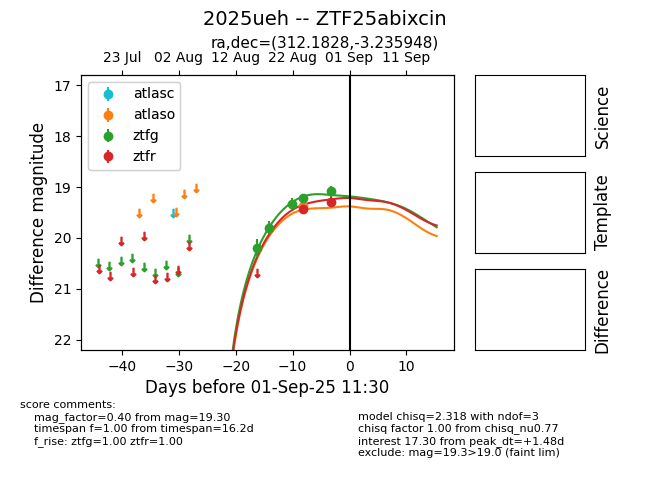 2025ueh -- ZTF25abixcin
ra,dec=(312.1828,-3.235948)
23 Jul 02 Aug 12 Aug 22 Aug 01 Sep 11 Sep
atlasc
atlaso
ztfg
ztfr
17
18
19
20
21
22
Difference magnitude
−40 −30 −20 −10 0 10
Days before 01-Sep-25 11:30
Science
Template
Difference
score comments:
mag_factor=0.40 from mag=19.30
timespan f=1.00 from timespan=16.2d
f_rise: ztfg=1.00 ztfr=1.00
model chisq=2.318 with ndof=3
chisq factor 1.00 from chisq_nu0.77
interest 17.30 from peak_dt=+1.48d
exclude: mag=19.3>19.0 (faint lim)